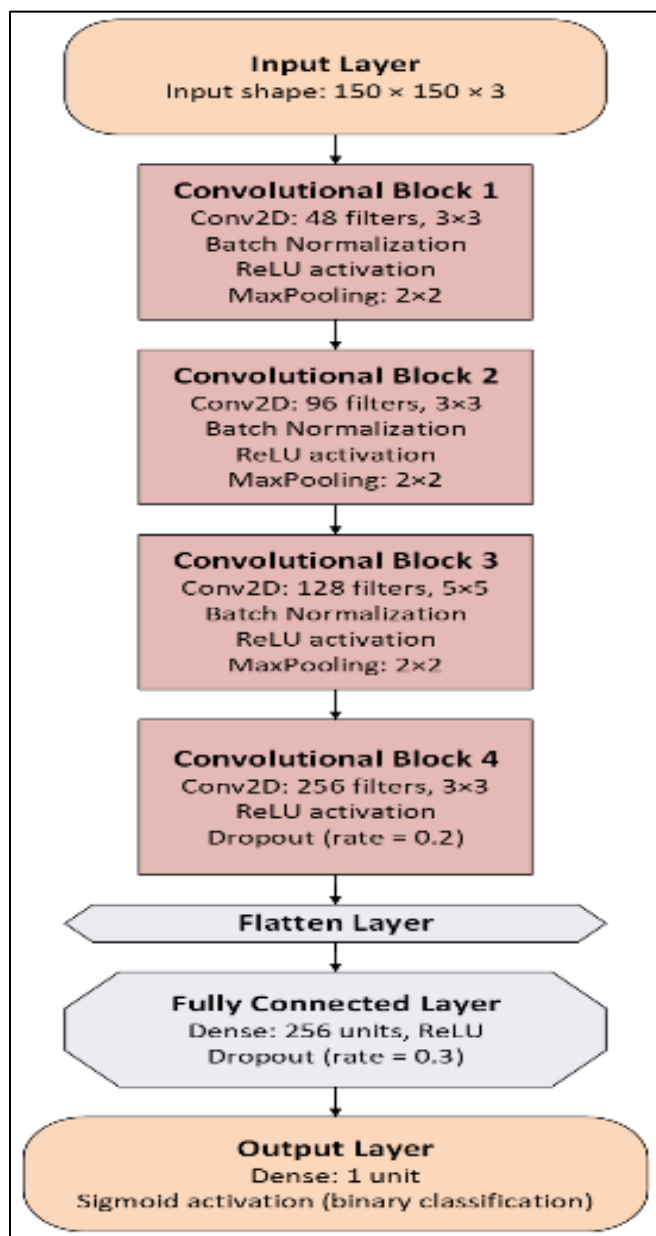 Input Layer
Input shape: 150 × 150 × 3
Convolutional Block 1
Conv2D: 48 filters, 3×3
Batch Normalization
ReLU activation
MaxPooling: 2×2
Convolutional Block 2
Conv2D: 96 filters, 3×3
Batch Normalization
ReLU activation
MaxPooling: 2×2
Convolutional Block 3
Conv2D: 128 filters, 5×5
Batch Normalization
ReLU activation
MaxPooling: 2×2
Convolutional Block 4
Conv2D: 256 filters, 3×3
ReLU activation
Dropout (rate = 0.2)
Flatten Layer
Fully Connected Layer
Dense: 256 units, ReLU
Dropout (rate = 0.3)
Output Layer
Dense: 1 unit
Sigmoid activation (binary classification)